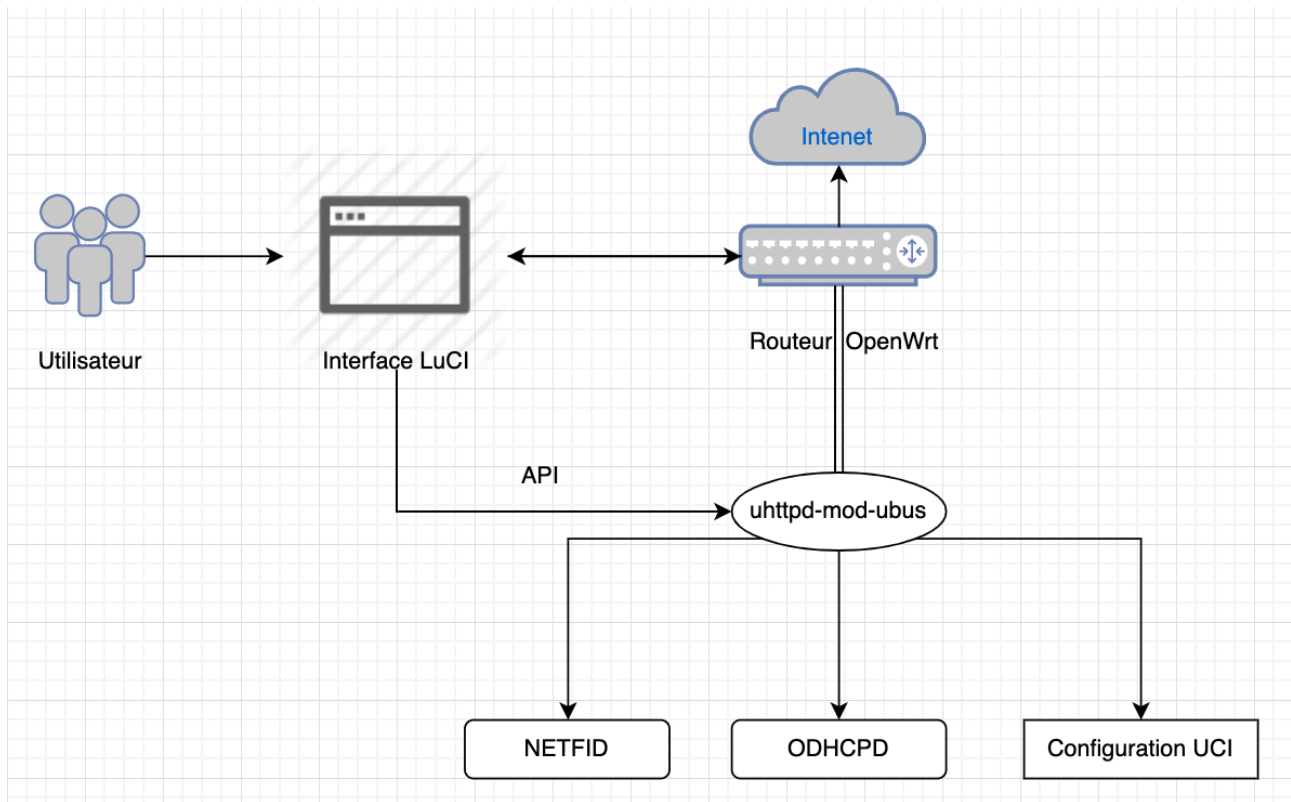 Intenet
Utilisateur
Interface LuCI
Routeur OpenWrt
API
uhttpd-mod-ubus
NETFID
ODHCPD
Configuration UCI